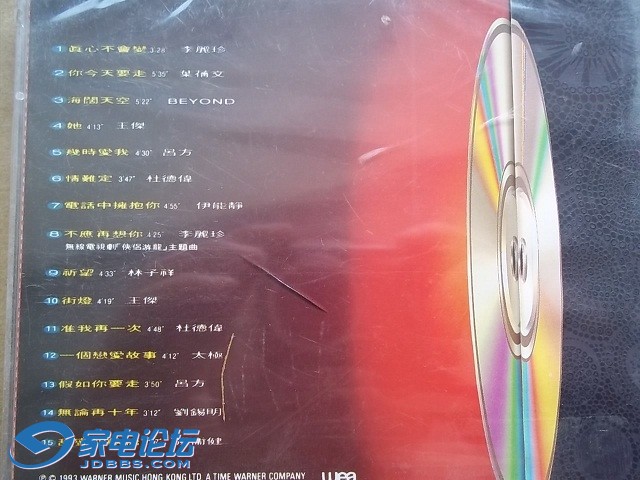 1 真心不會變 3'28" 李麗珍
2 你今天要走 5'35" 葉蒨文
3 海闊天空 5'22" BEYOND
4 她 4'13" 王傑
5 幾時愛我 4'30" 呂方
6 情難定 3'47" 杜德偉
7 電話中擁抱你 4'55" 伊能靜
8 不應再想你 4'25" 李麗珍
無線電視劇「俠侶游龍」主題曲
9 祈望 4'33" 林子祥
10 街燈 4'19" 王傑
11 准我再一次 4'48" 杜德偉
12 一個戀愛故事 4'12" 太極
13 假如你要走 3'50" 呂方
14 無論再十年 3'12" 劉錫明
15 健
家电论坛
JDBBS.COM
℗ © 1993 WARNER MUSIC HONG KONG LTD. A TIME WARNER COMPANY wea